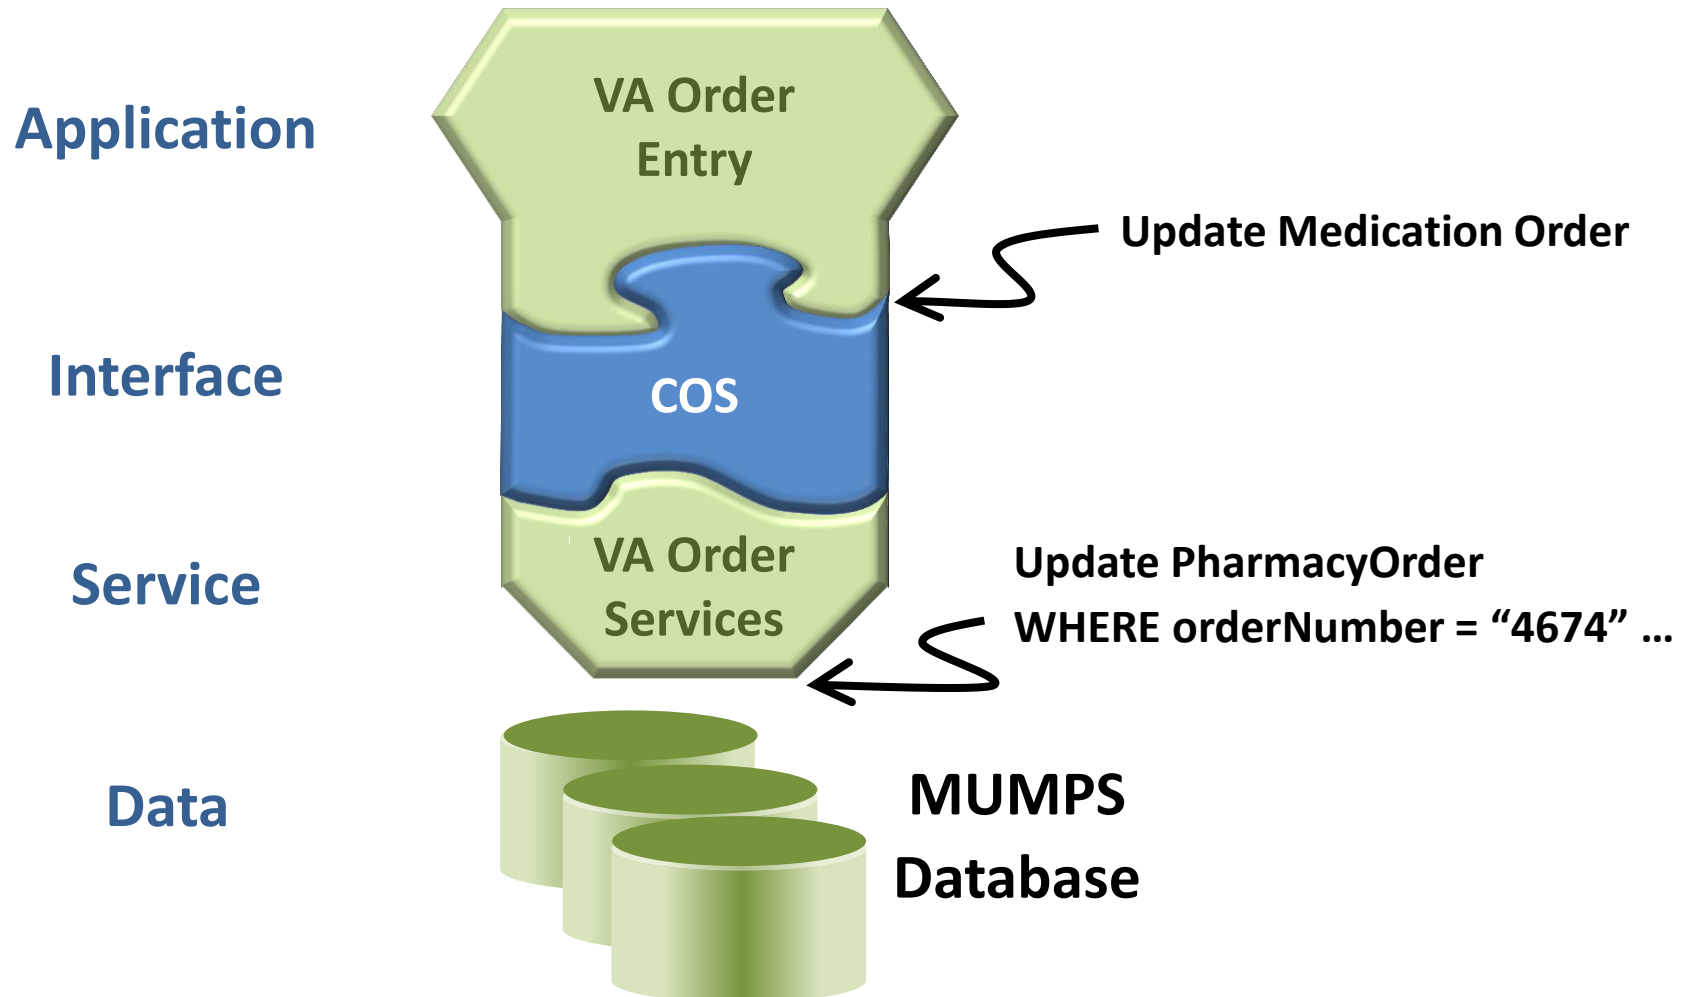 Application
VA Order
Entry
Update Medication Order
Interface
COS
Service
VA Order
Services
Update PharmacyOrder
WHERE orderNumber = “4674” ...
Data
MUMPS
Database